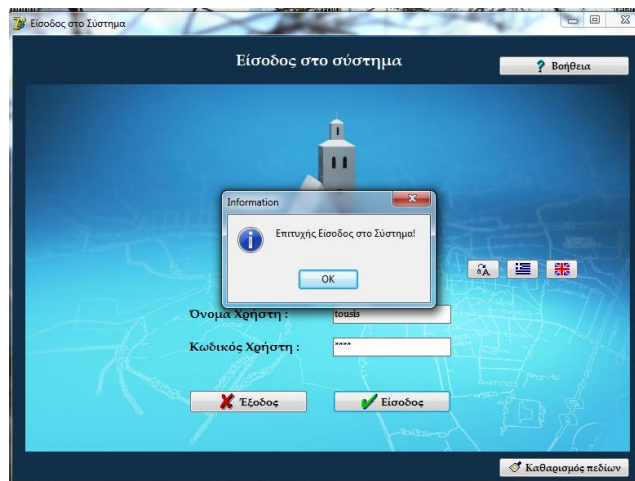 Είσοδος στο Σύστημα
Είσοδος στο σύστημα
? Βοήθεια
Information
Επιτυχής Είσοδος στο Σύστημα!
OK
Όνομα Χρήστη :
tousis
Κωδικός Χρήστη :
****
Έξοδος
Είσοδος
Καθαρισμός πεδίων